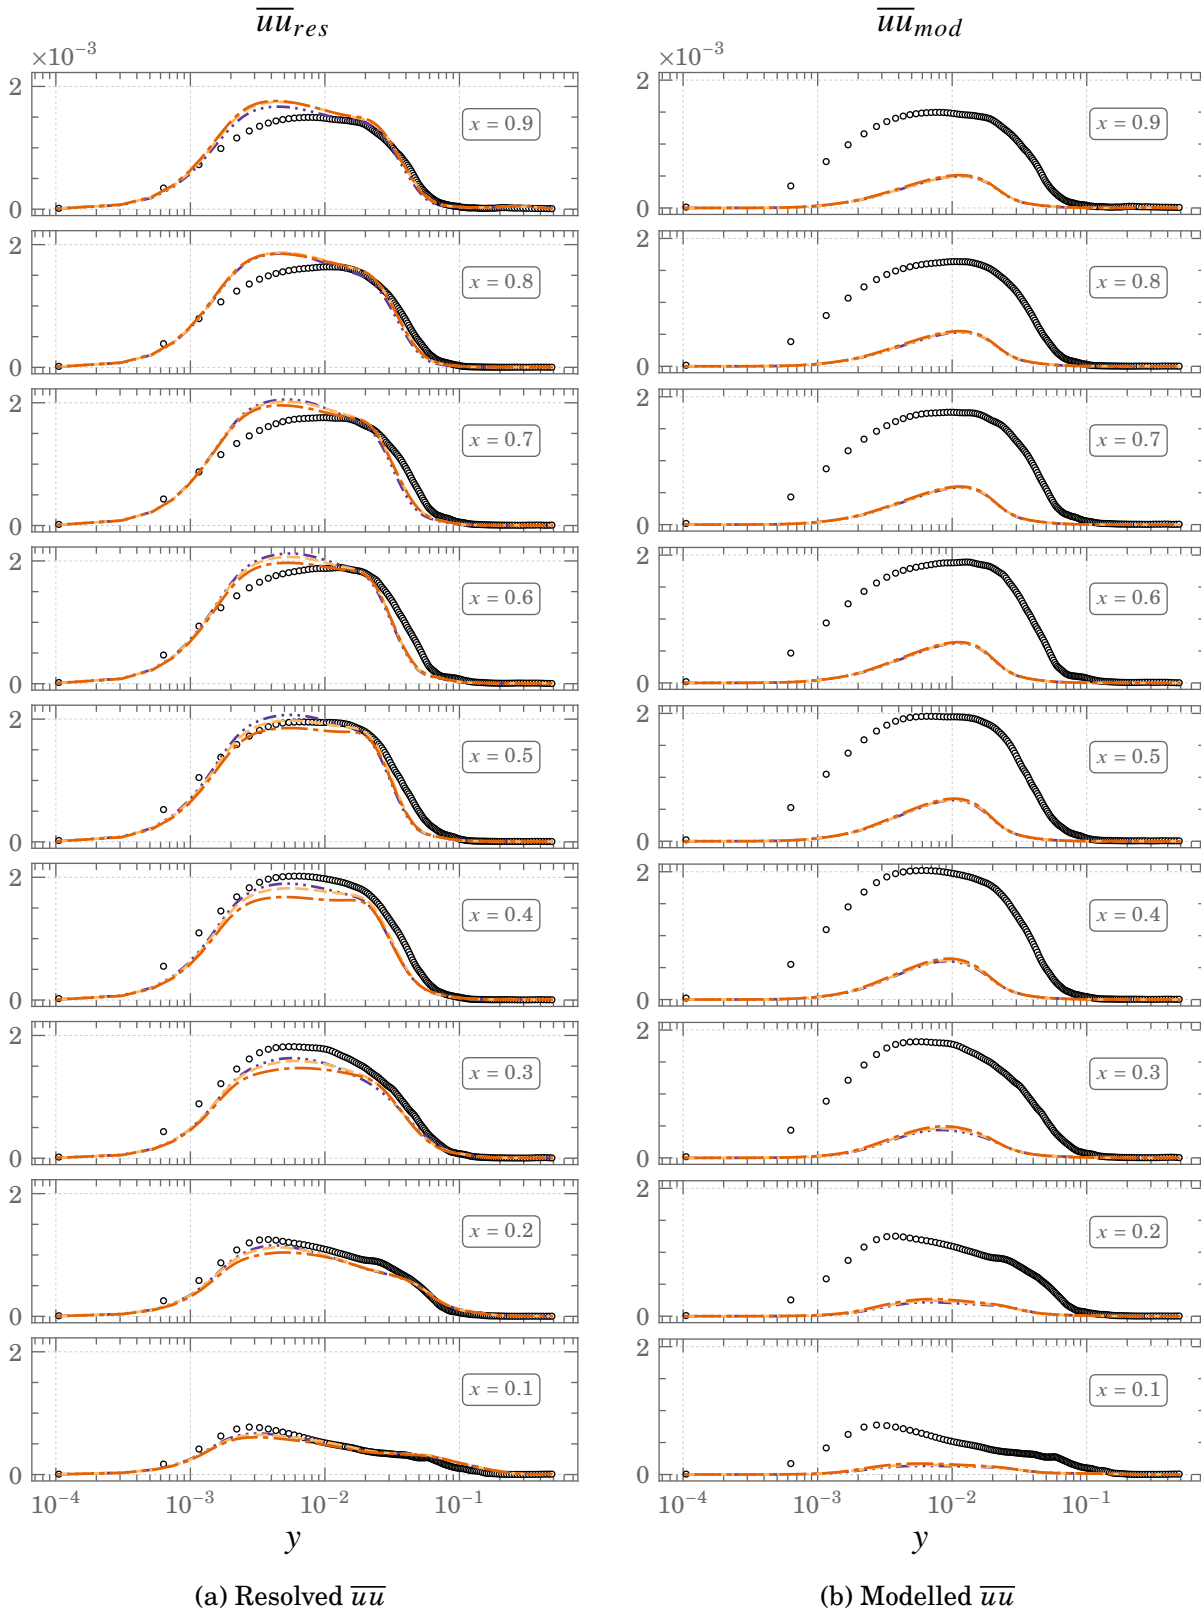 $\overline{uu}_{res}$
×10⁻³
2
0
x = 0.9
2
0
x = 0.8
2
0
x = 0.7
2
0
x = 0.6
2
0
x = 0.5
2
0
x = 0.4
2
0
x = 0.3
2
0
x = 0.2
2
0
x = 0.1
10⁻⁴ 10⁻³ 10⁻² 10⁻¹
y
(a) Resolved $\overline{uu}$
$\overline{uu}_{mod}$
×10⁻³
2
0
x = 0.9
2
0
x = 0.8
2
0
x = 0.7
2
0
x = 0.6
2
0
x = 0.5
2
0
x = 0.4
2
0
x = 0.3
2
0
x = 0.2
2
0
x = 0.1
10⁻⁴ 10⁻³ 10⁻² 10⁻¹
y
(b) Modelled $\overline{uu}$